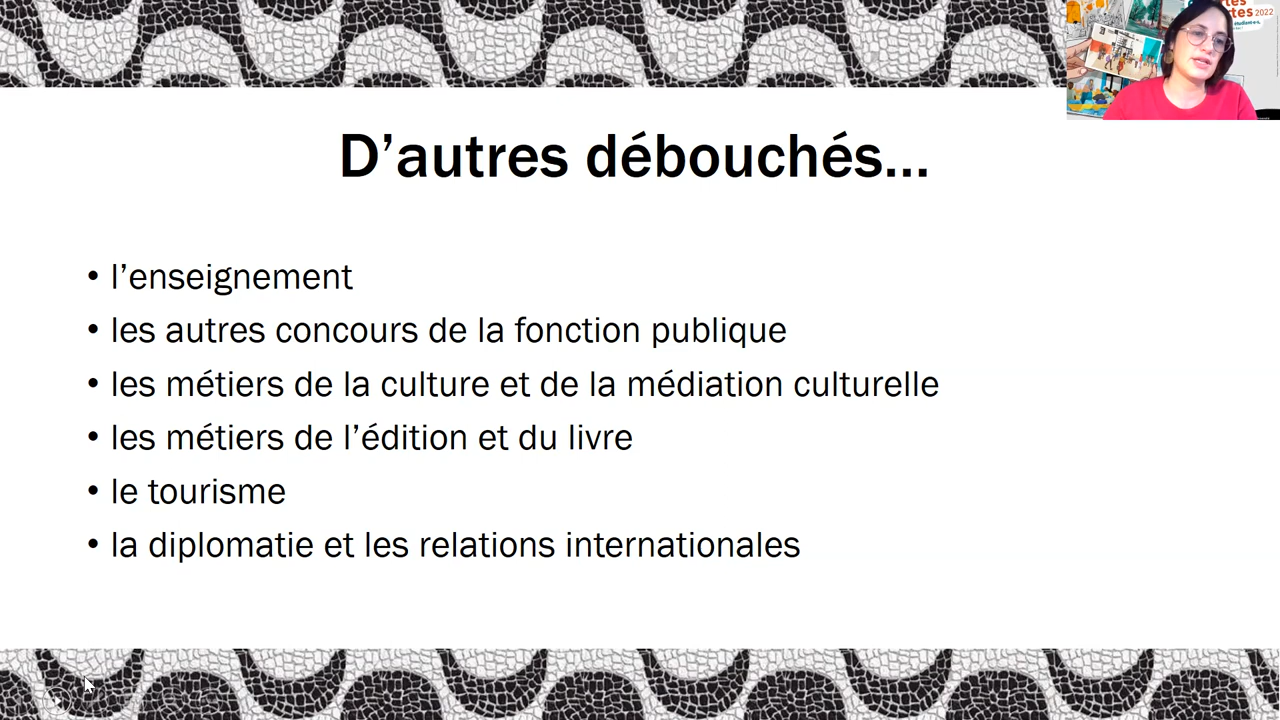 2022
D’autres débouchés...
• l’enseignement
• les autres concours de la fonction publique
• les métiers de la culture et de la médiation culturelle
• les métiers de l’édition et du livre
• le tourisme
• la diplomatie et les relations internationales